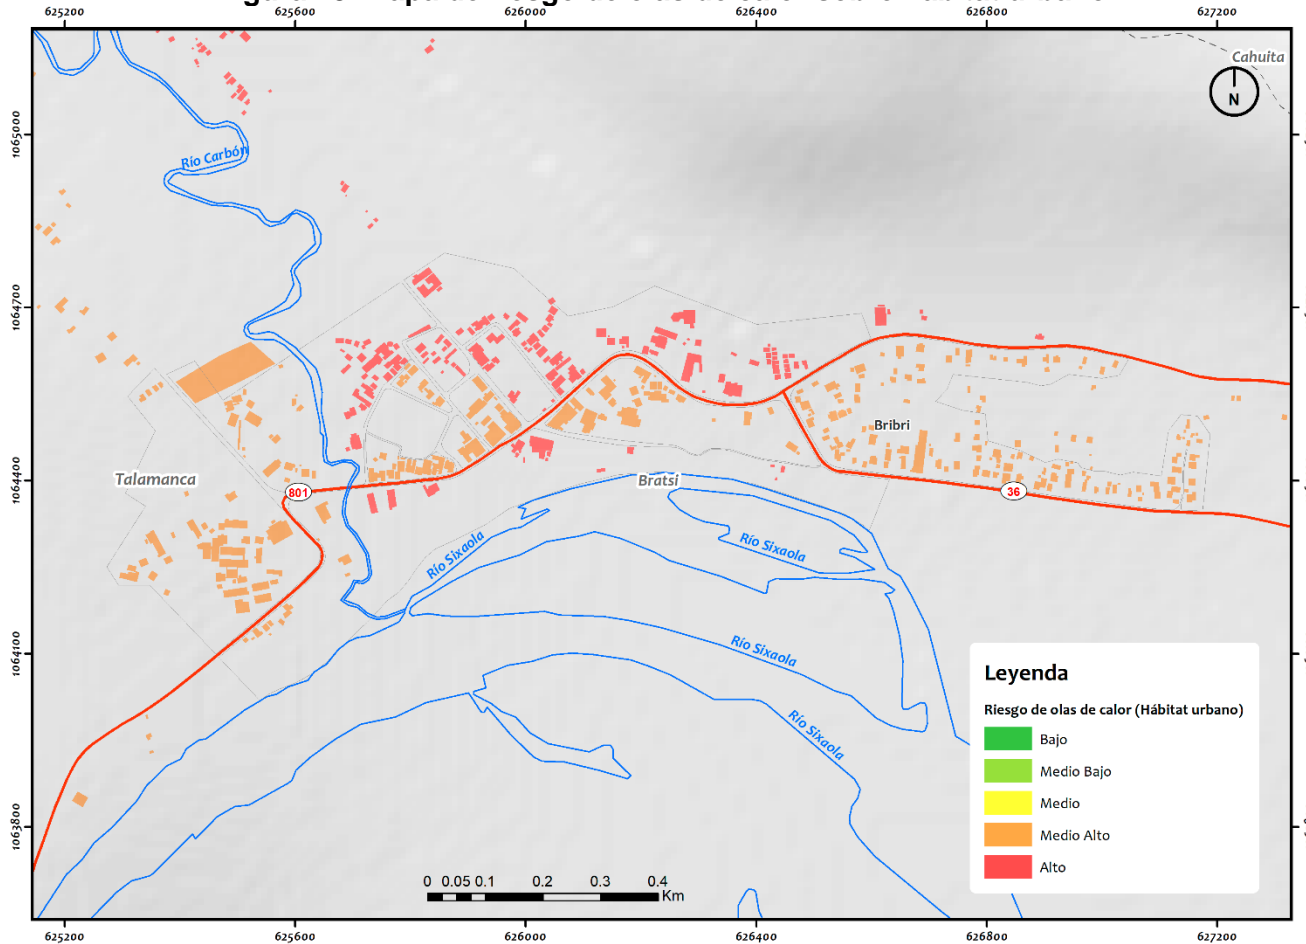 625200 625600 626000 626400 626800 627200
Cahuita
N
1065000
Río Carbón
1064700
Bribri
Talamanca
1064400
Bratsi
801
36
Río Sixaola
Río Sixaola
1064100
Río Sixaola
Río Sixaola
Leyenda
Riesgo de olas de calor (Hábitat urbano)
Bajo
Medio Bajo
Medio
Medio Alto
Alto
1063800
0 0.05 0.1 0.2 0.3 0.4
Km
625200 625600 626000 626400 626800 627200